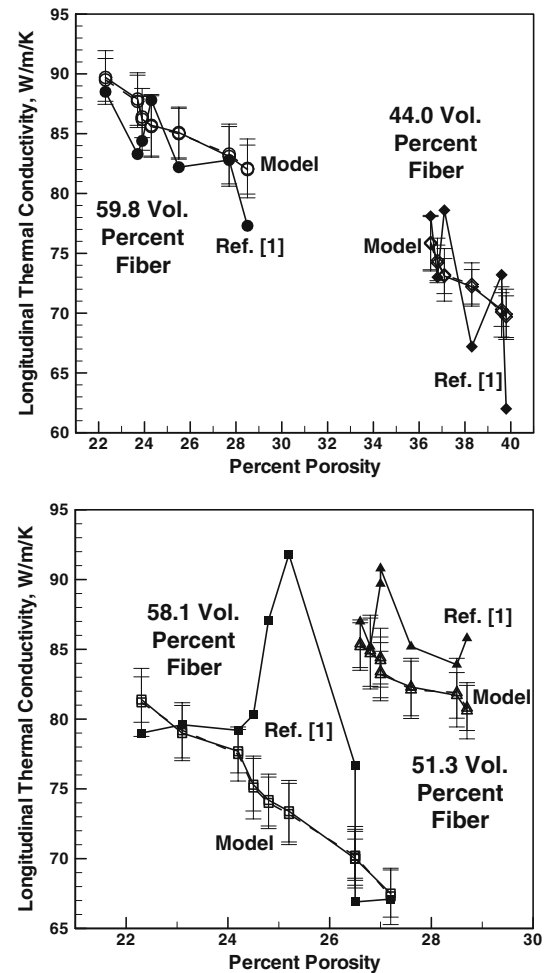 Longitudinal Thermal Conductivity, W/m/K
95
90
85
80
75
70
65
60
44.0 Vol.
Percent
Fiber
Model
59.8 Vol.
Percent
Fiber
Ref. [1]
Model
Ref. [1]
22 24 26 28 30 32 34 36 38 40
Percent Porosity
Longitudinal Thermal Conductivity, W/m/K
95
90
85
80
75
70
65
58.1 Vol.
Percent
Fiber
Ref. [1]
Ref. [1]
Model
Model
51.3 Vol.
Percent
Fiber
22 24 26 28 30
Percent Porosity